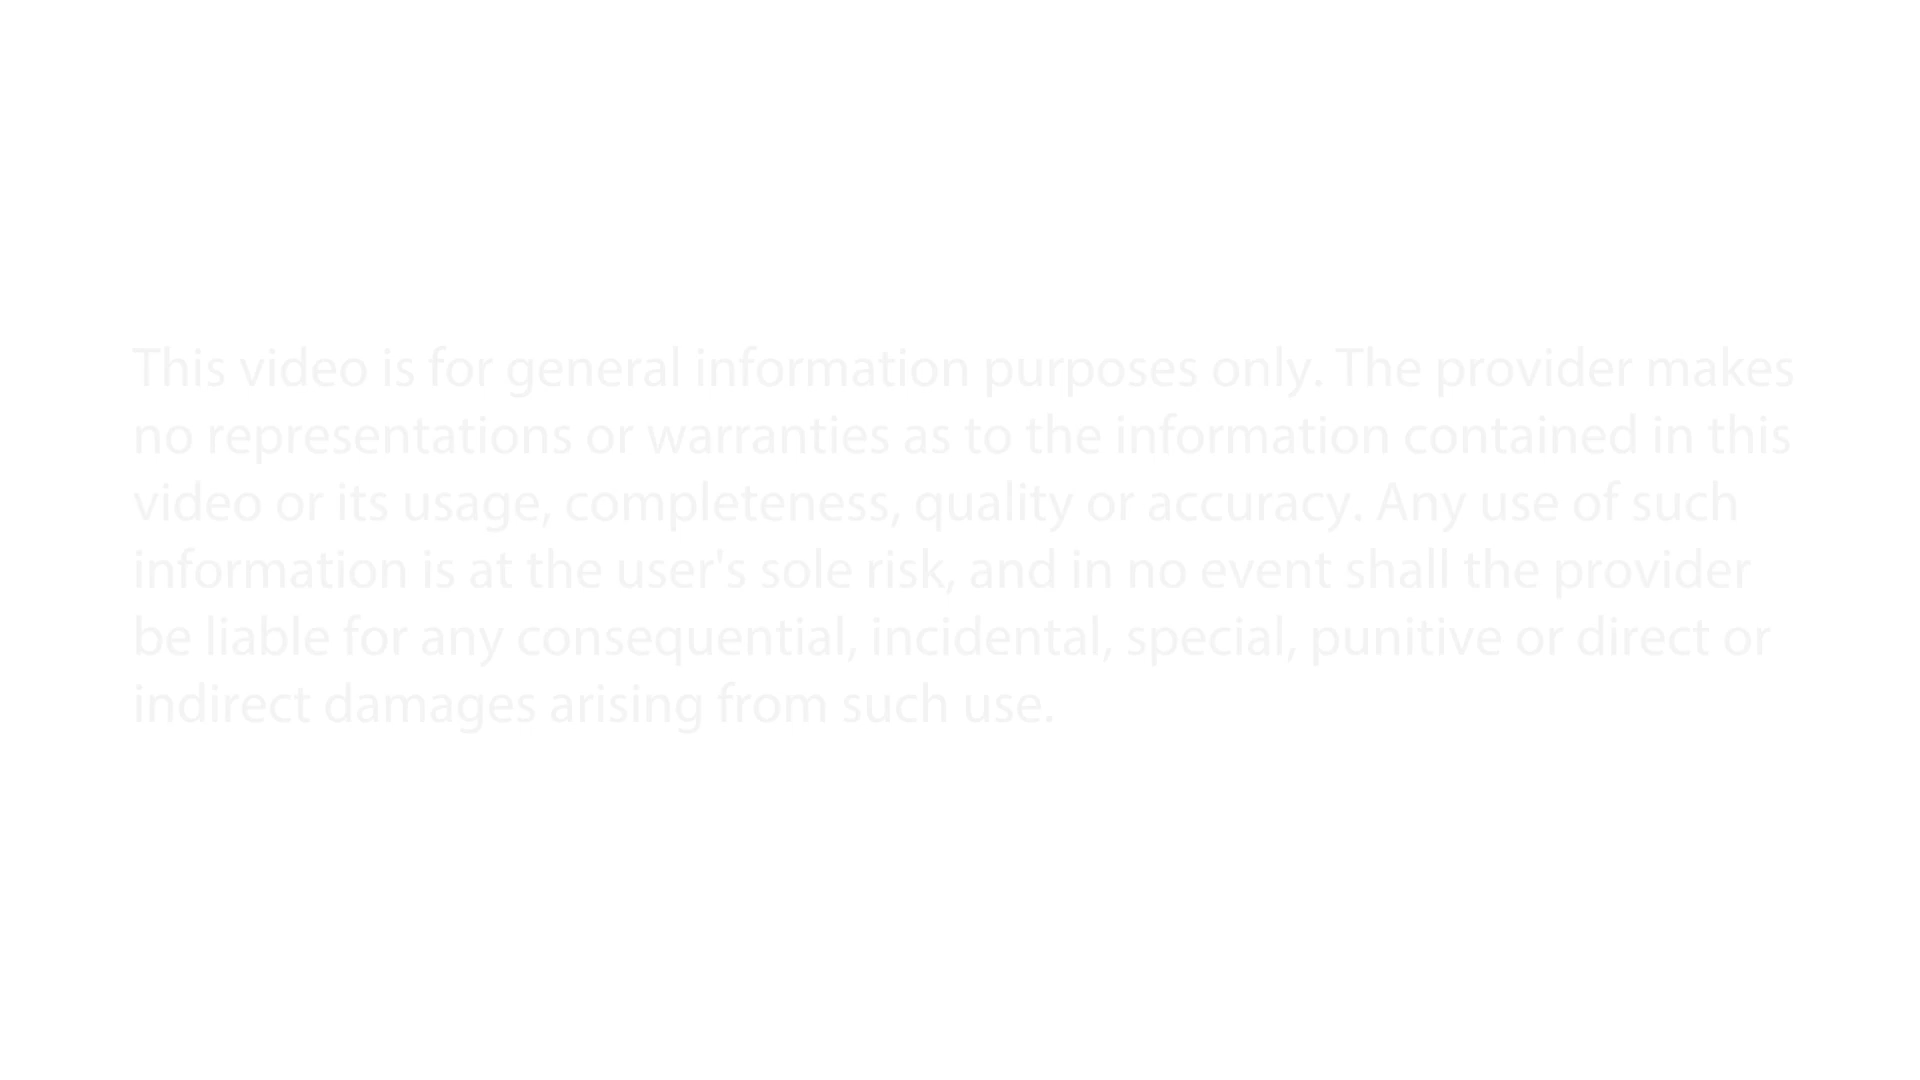 This video is for general information purposes only. The provider makes
no representations or warranties as to the information contained in this
video or its usage, completeness, quality or accuracy. Any use of such
information is at the user's sole risk, and in no event shall the provider
be liable for any consequential, incidental, special, punitive or direct or
indirect damages arising from such use.